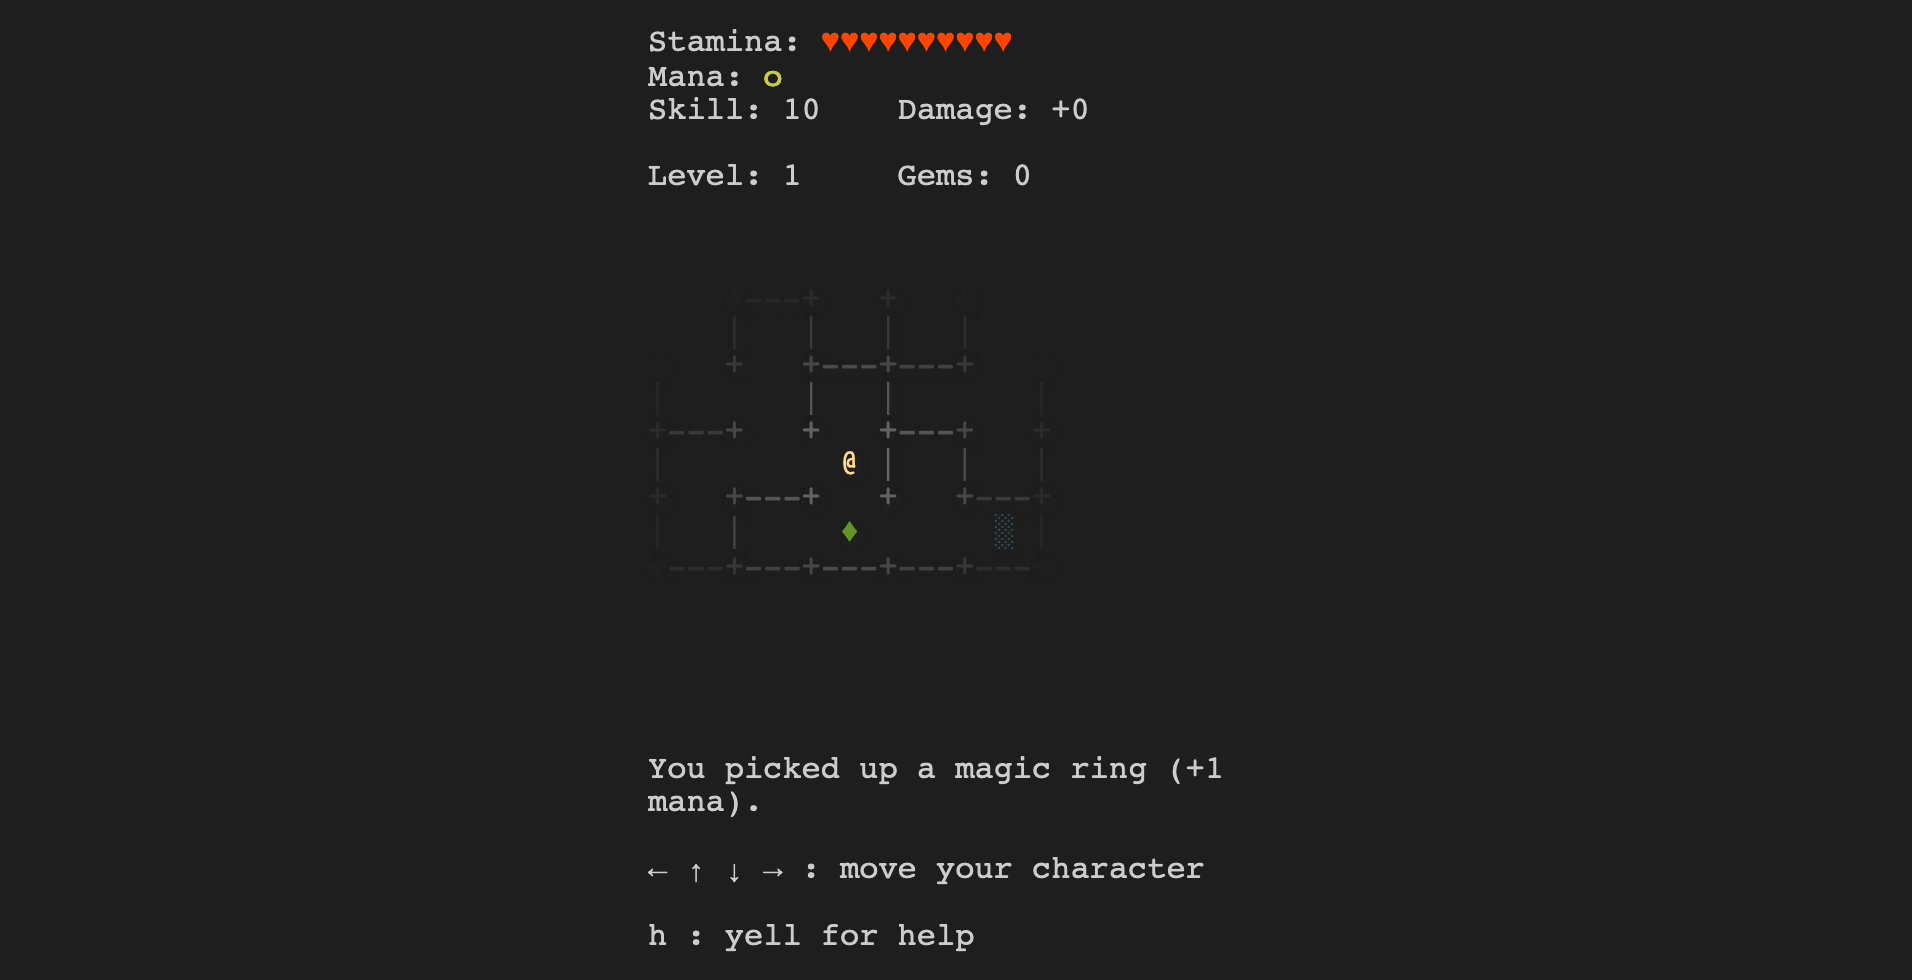 Stamina: ♥♥♥♥♥♥♥♥♥♥
Mana: o
Skill: 10    Damage: +0
Level: 1     Gems: 0
@
You picked up a magic ring (+1
mana).
← ↑ ↓ → : move your character
h : yell for help